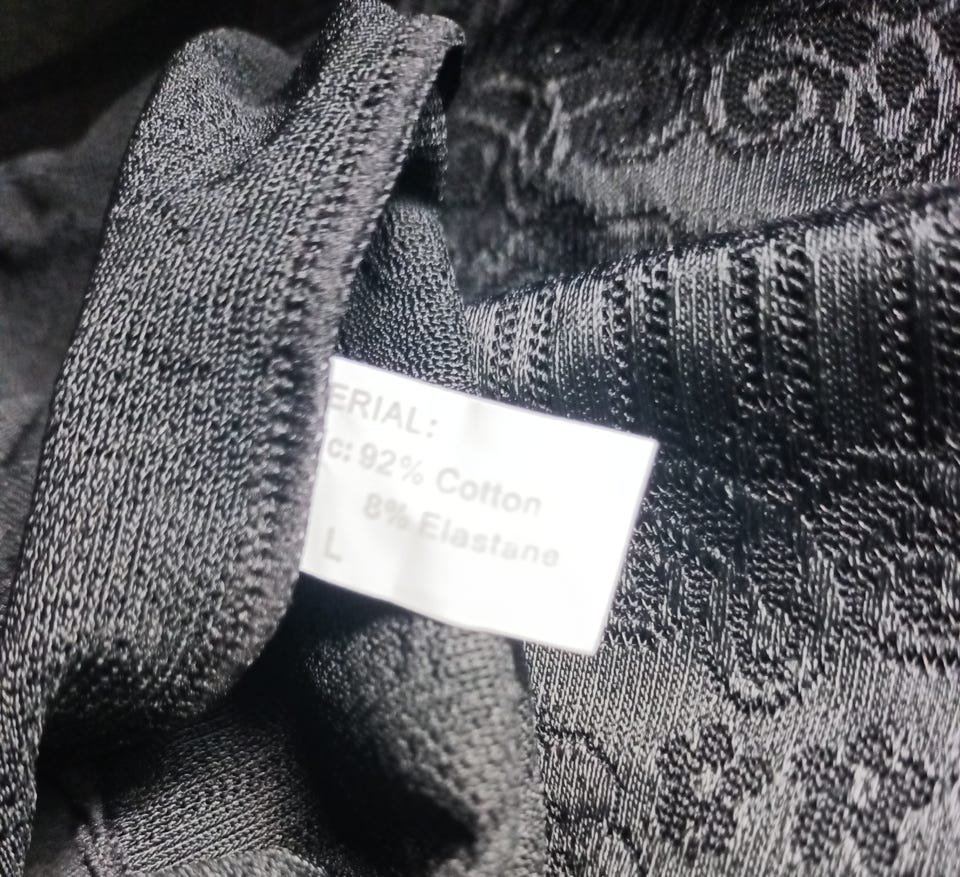 ERIAL:
c: 92% Cotton
8% Elastane
L